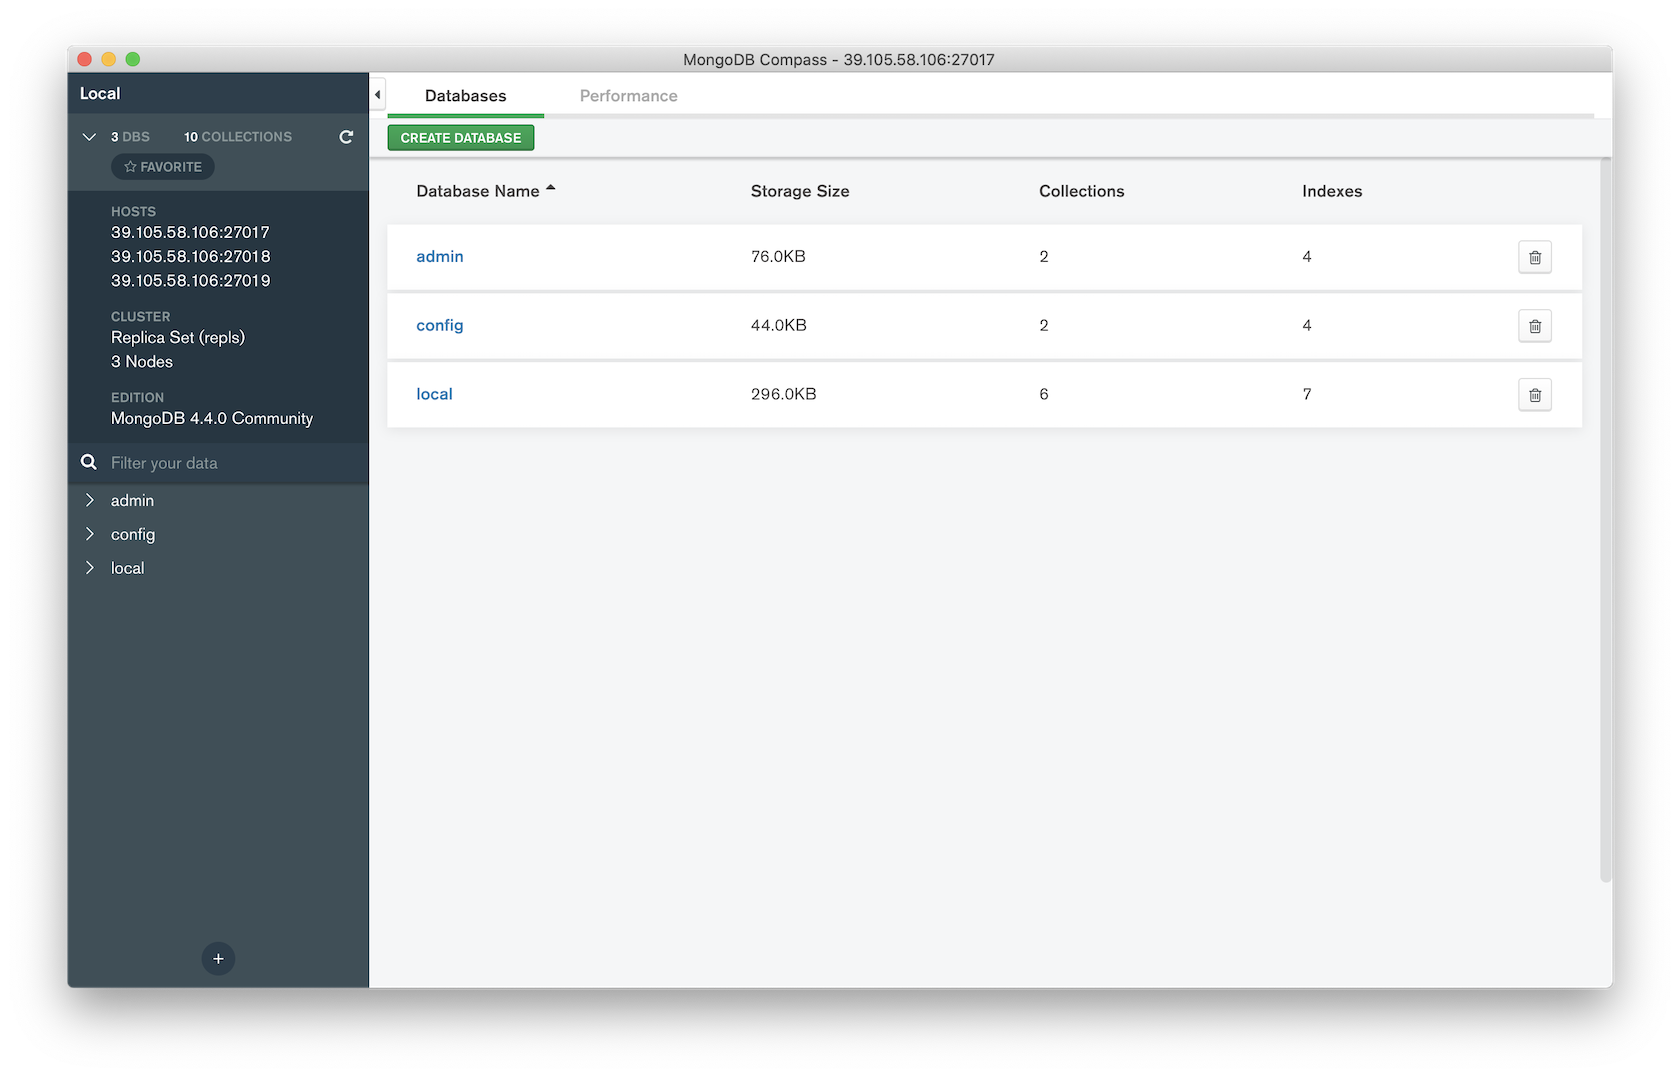 MongoDB Compass - 39.105.58.106:27017
Local
3 DBS 10 COLLECTIONS
FAVORITE
HOSTS
39.105.58.106:27017
39.105.58.106:27018
39.105.58.106:27019
CLUSTER
Replica Set (repls)
3 Nodes
EDITION
MongoDB 4.4.0 Community
Filter your data
admin
config
local
+
Databases Performance
CREATE DATABASE
Database Name Storage Size Collections Indexes
admin 76.0KB 2 4
config 44.0KB 2 4
local 296.0KB 6 7